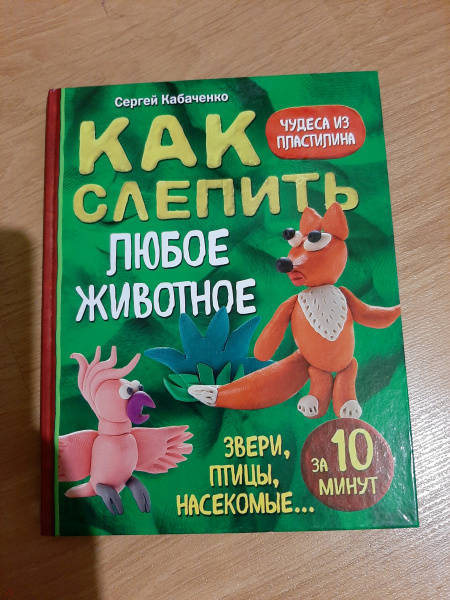 Сергей Кабаченко
КАК
ЧУДЕСА ИЗ
ПЛАСТИЛИНА
СЛЕПИТЬ
ЛЮБОЕ
ЖИВОТНОЕ
ЗВЕРИ,
ПТИЦЫ,
НАСЕКОМЫЕ...
ЗА 10
МИНУТ